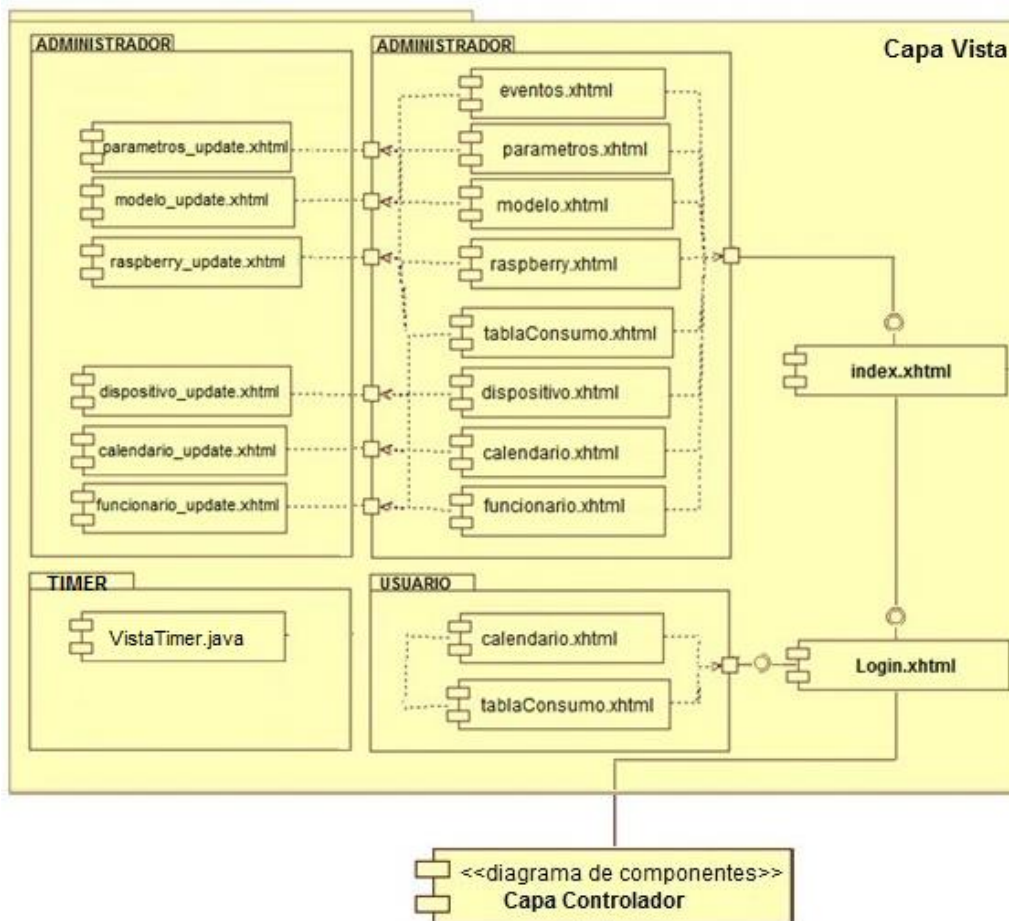 Capa Vista
ADMINISTRADOR
parametros_update.xhtml
modelo_update.xhtml
raspberry_update.xhtml
dispositivo_update.xhtml
calendario_update.xhtml
funcionario_update.xhtml
ADMINISTRADOR
eventos.xhtml
parametros.xhtml
modelo.xhtml
raspberry.xhtml
tablaConsumo.xhtml
dispositivo.xhtml
calendario.xhtml
funcionario.xhtml
index.xhtml
TIMER
VistaTimer.java
USUARIO
calendario.xhtml
tablaConsumo.xhtml
Login.xhtml
<<diagrama de componentes>>
Capa Controlador